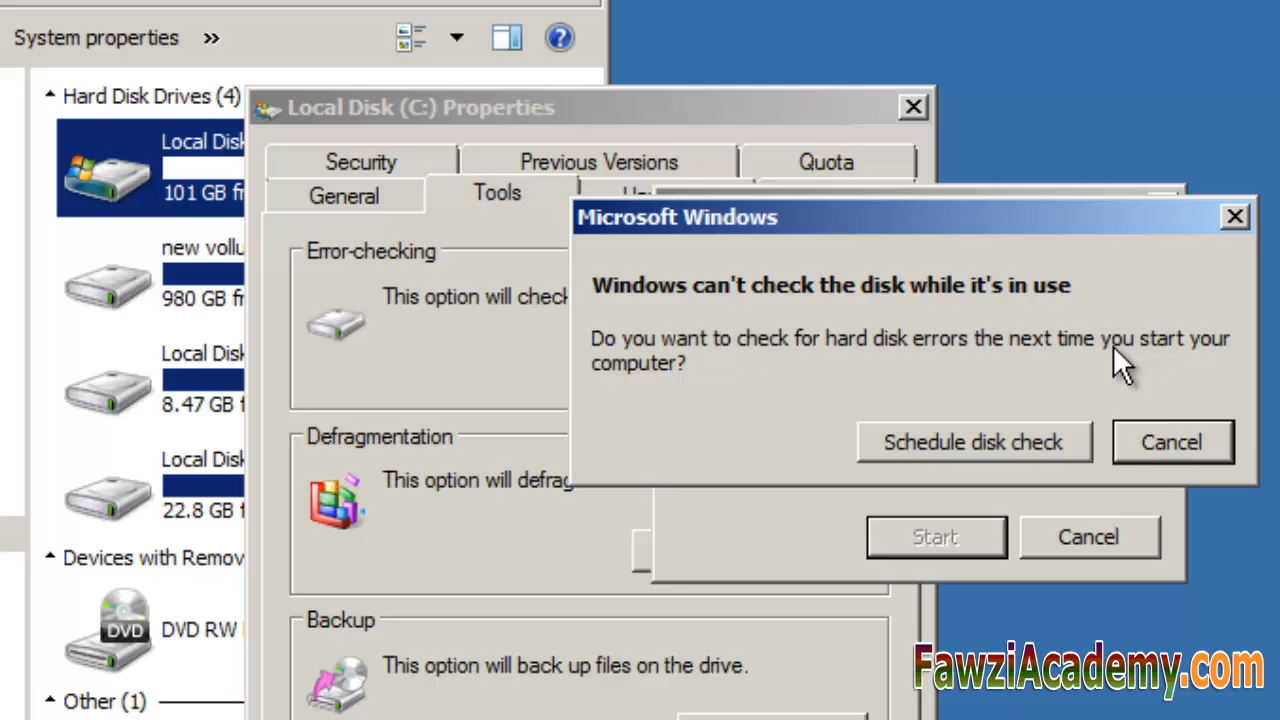 System properties »
Hard Disk Drives (4)
Local Disk
101 GB fr
new vollu
980 GB fr
Local Disk
8.47 GB f
Local Disk
22.8 GB f
Devices with Remov
DVD
DVD RW
Other (1)
Local Disk (C:) Properties
Security
Previous Versions
Quota
General
Tools
Error-checking
This option will check
Defragmentation
This option will defrag
Backup
This option will back up files on the drive.
Microsoft Windows
Windows can't check the disk while it's in use
Do you want to check for hard disk errors the next time you start your
computer?
Schedule disk check
Cancel
Start
Cancel
FawziAcademy.com